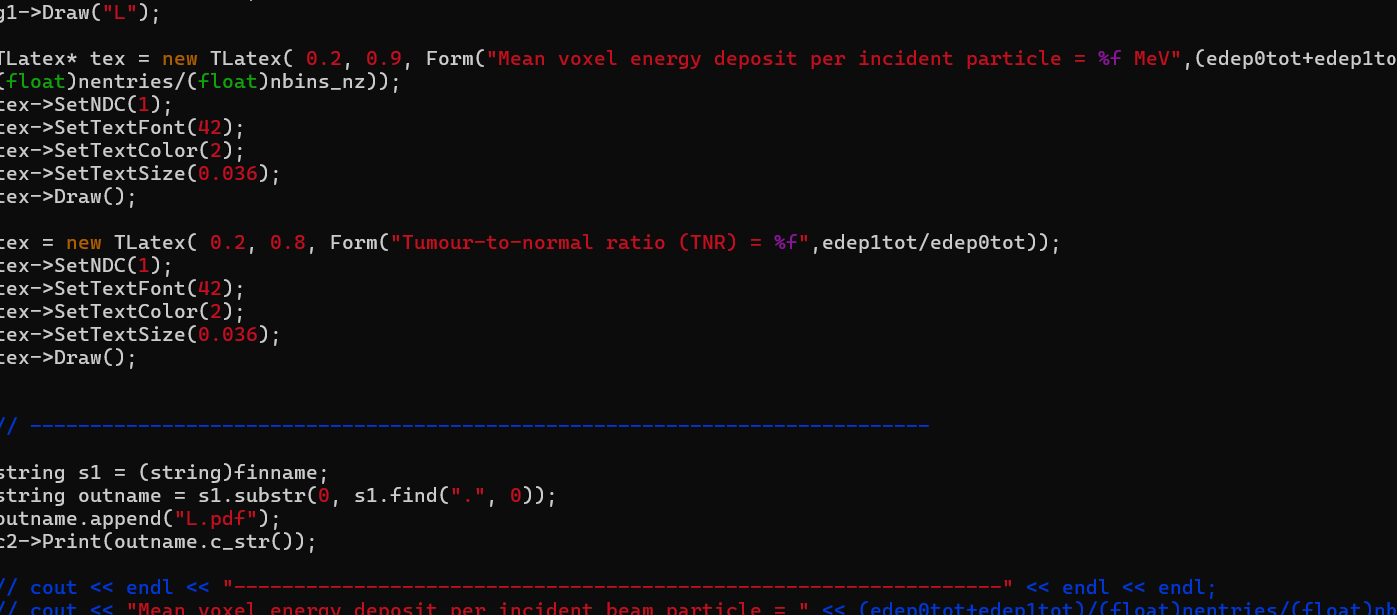 g1->Draw("L");
TLatex* tex = new TLatex( 0.2, 0.9, Form("Mean voxel energy deposit per incident particle = %f MeV",(edep0tot+edep1to
(float)nentries/(float)nbins_nz));
tex->SetNDC(1);
tex->SetTextFont(42);
tex->SetTextColor(2);
tex->SetTextSize(0.036);
tex->Draw();
tex = new TLatex( 0.2, 0.8, Form("Tumour-to-normal ratio (TNR) = %f",edep1tot/edep0tot));
tex->SetNDC(1);
tex->SetTextFont(42);
tex->SetTextColor(2);
tex->SetTextSize(0.036);
tex->Draw();
// ---------------------------------------------------------------------------
string s1 = (string)finname;
string outname = s1.substr(0, s1.find(".", 0));
outname.append("L.pdf");
c2->Print(outname.c_str());
// cout << endl << "----------------------------------------------------------------" << endl << endl;
// cout << "Mean voxel energy deposit per incident beam particle = " << (edep0tot+edep1tot)/(float)nentries/(float)nb